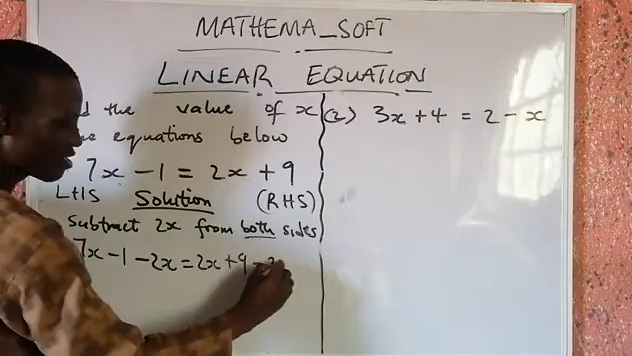 MATHEMA_SOFT
LINEAR EQUATION
the value of x
equations below
7x - 1 = 2x + 9
LHS Solution (RHS)
Subtract 2x from both sides
7x - 1 - 2x = 2x + 9 -
(2) 3x + 4 = 2 - x